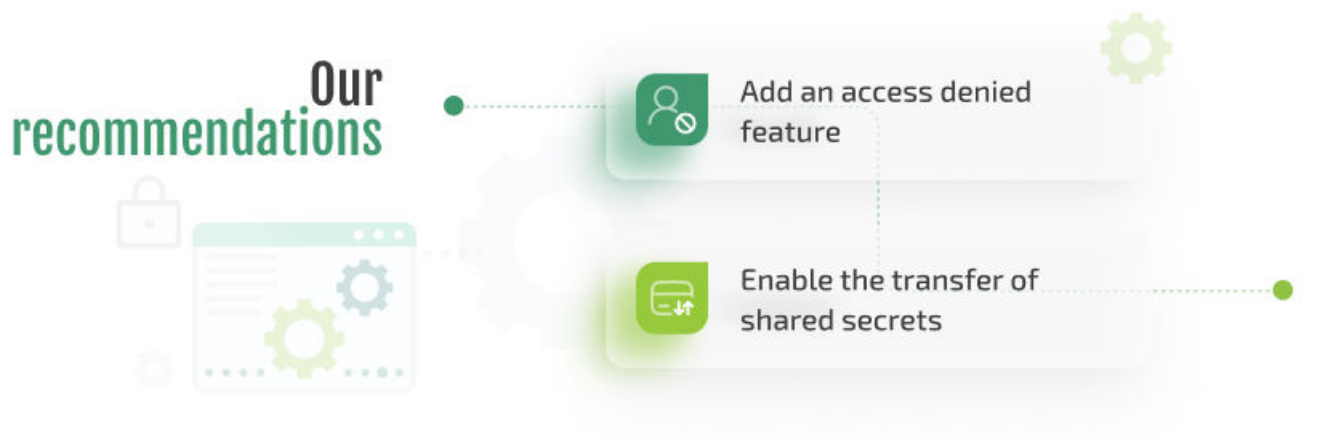 Our
recommendations
Add an access denied
feature
Enable the transfer of
shared secrets